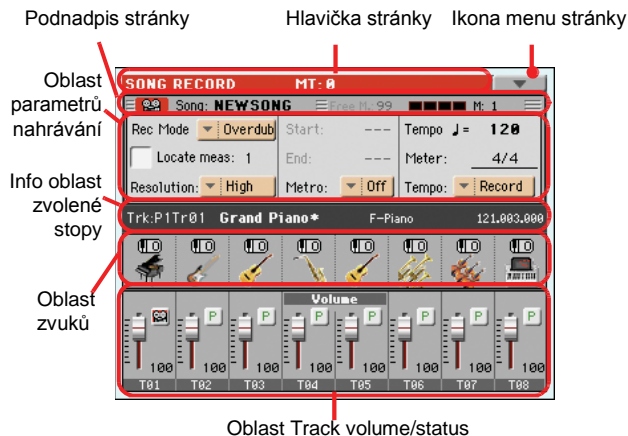 Podnadpis stránky
Hlavička stránky
Ikona menu stránky
Oblast
parametrů
nahrávání
Info oblast
zvolené
stopy
Oblast
zvuků
SONG RECORD MT: 0
Song: NEWSONG Free M.: 99 M: 1
Rec Mode Overdub Start: --- Tempo ♩= 120
Locate meas: 1 End: --- Meter: 4/4
Resolution: High Metro: Off Tempo: Record
Trk:P1Tr01 Grand Piano* F-Piano 121.003.000
Volume
P P P P P P P
100 100 100 100 100 100 100 100
T01 T02 T03 T04 T05 T06 T07 T08
Oblast Track volume/status